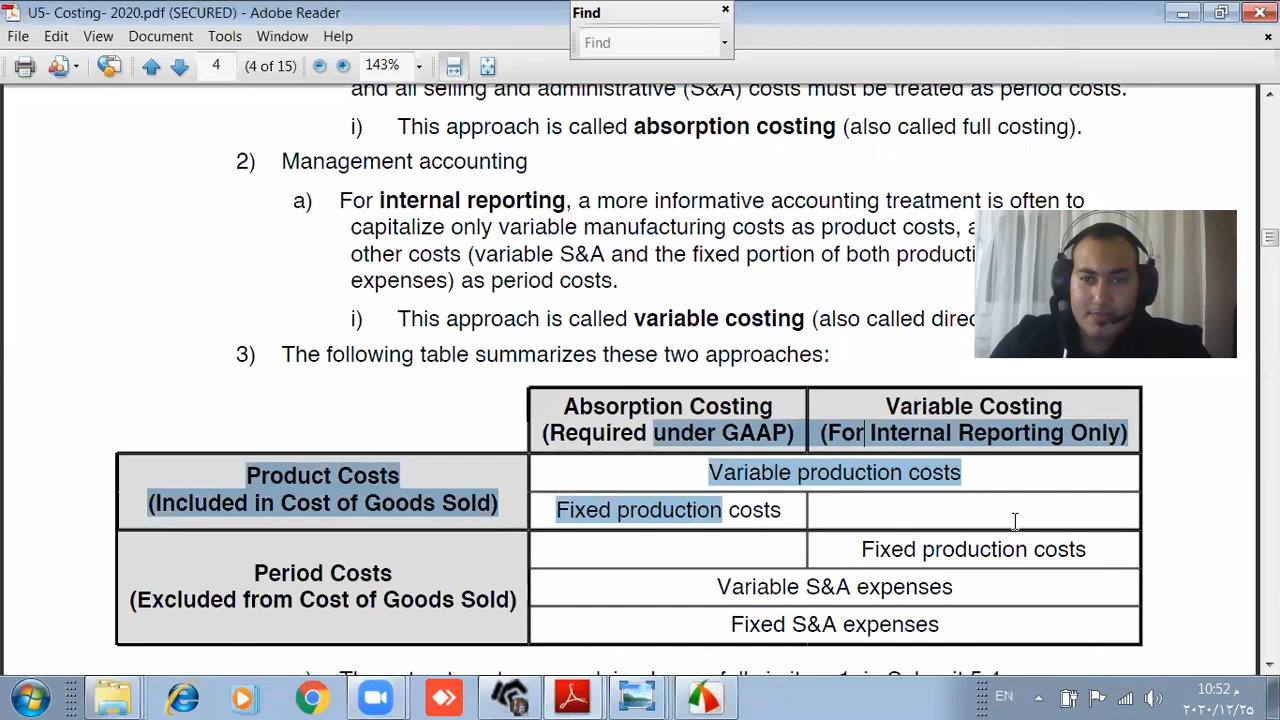 U5- Costing- 2020.pdf (SECURED) - Adobe Reader
Find
File Edit View Document Tools Window Help
Find
4 (4 of 15) 143%
and all selling and administrative (S&A) costs must be treated as period costs.
i) This approach is called absorption costing (also called full costing).
2) Management accounting
a) For internal reporting, a more informative accounting treatment is often to
capitalize only variable manufacturing costs as product costs,
other costs (variable S&A and the fixed portion of both
expenses) as period costs.
i) This approach is called variable costing (also called
3) The following table summarizes these two approaches:
Absorption Costing
(Required under GAAP)
Variable Costing
(For Internal Reporting Only)
Product Costs
(Included in Cost of Goods Sold)
Variable production costs
Fixed production costs
Period Costs
(Excluded from Cost of Goods Sold)
Fixed production costs
Variable S&A expenses
Fixed S&A expenses
EN
10:52 م
٢٠٢٠/١٢/٢٥